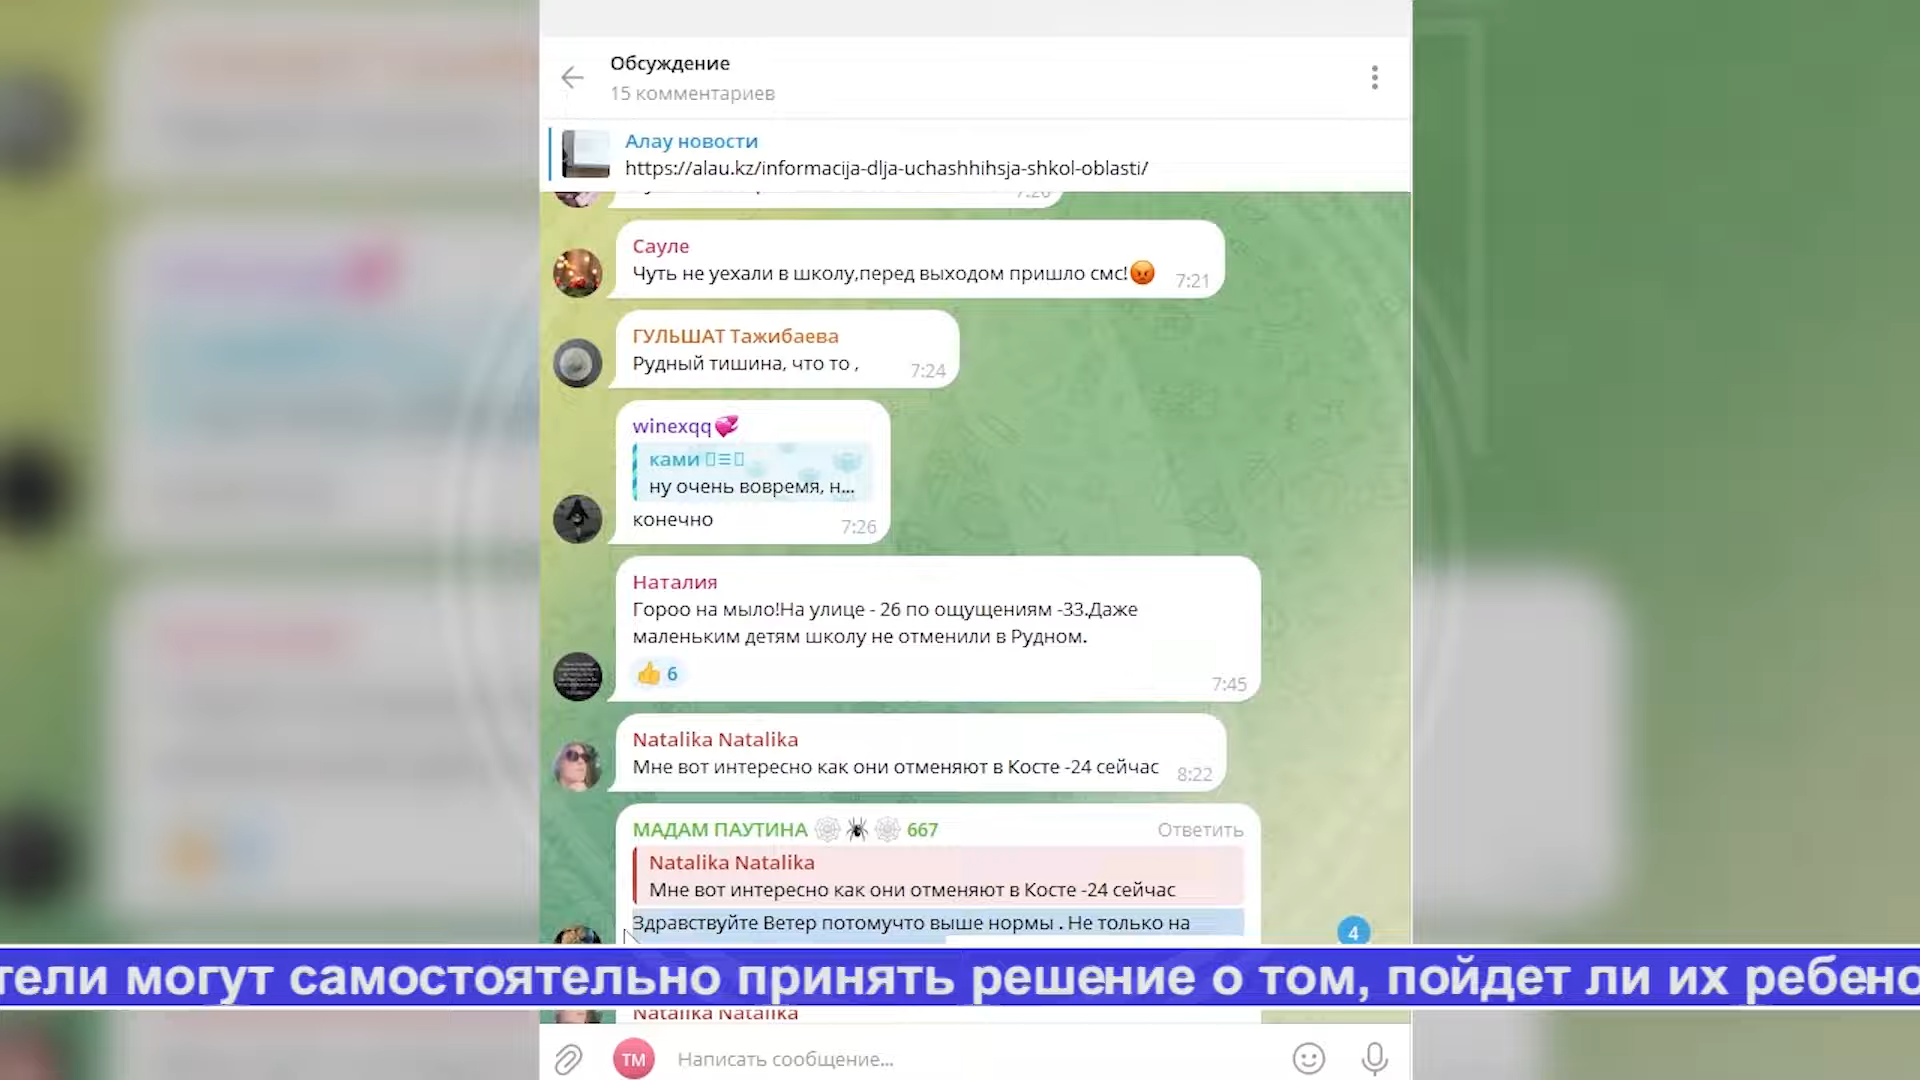 Обсуждение
15 комментариев
Алау новости
https://alau.kz/informacija-dlja-uchashhihsja-shkol-oblasti/
7:20
Сауле
Чуть не уехали в школу,перед выходом пришло смс!😡
7:21
ГУЛЬШАТ Тажибаева
Рудный тишина, что то ,
7:24
winexqq💞
ками
ну очень вовремя, н...
конечно
7:26
Наталия
Гороо на мыло!На улице - 26 по ощущениям -33.Даже
маленьким детям школу не отменили в Рудном.
👍 6
7:45
Natalika Natalika
Мне вот интересно как они отменяют в Косте -24 сейчас
8:22
МАДАМ ПАУТИНА 🕸🕷🕸 667
Ответить
Natalika Natalika
Мне вот интересно как они отменяют в Косте -24 сейчас
Здравствуйте Ветер потомучто выше нормы . Не только на
4
тели могут самостоятельно принять решение о том, пойдет ли их ребено
Natalika Natalika
ТМ
Написать сообщение...